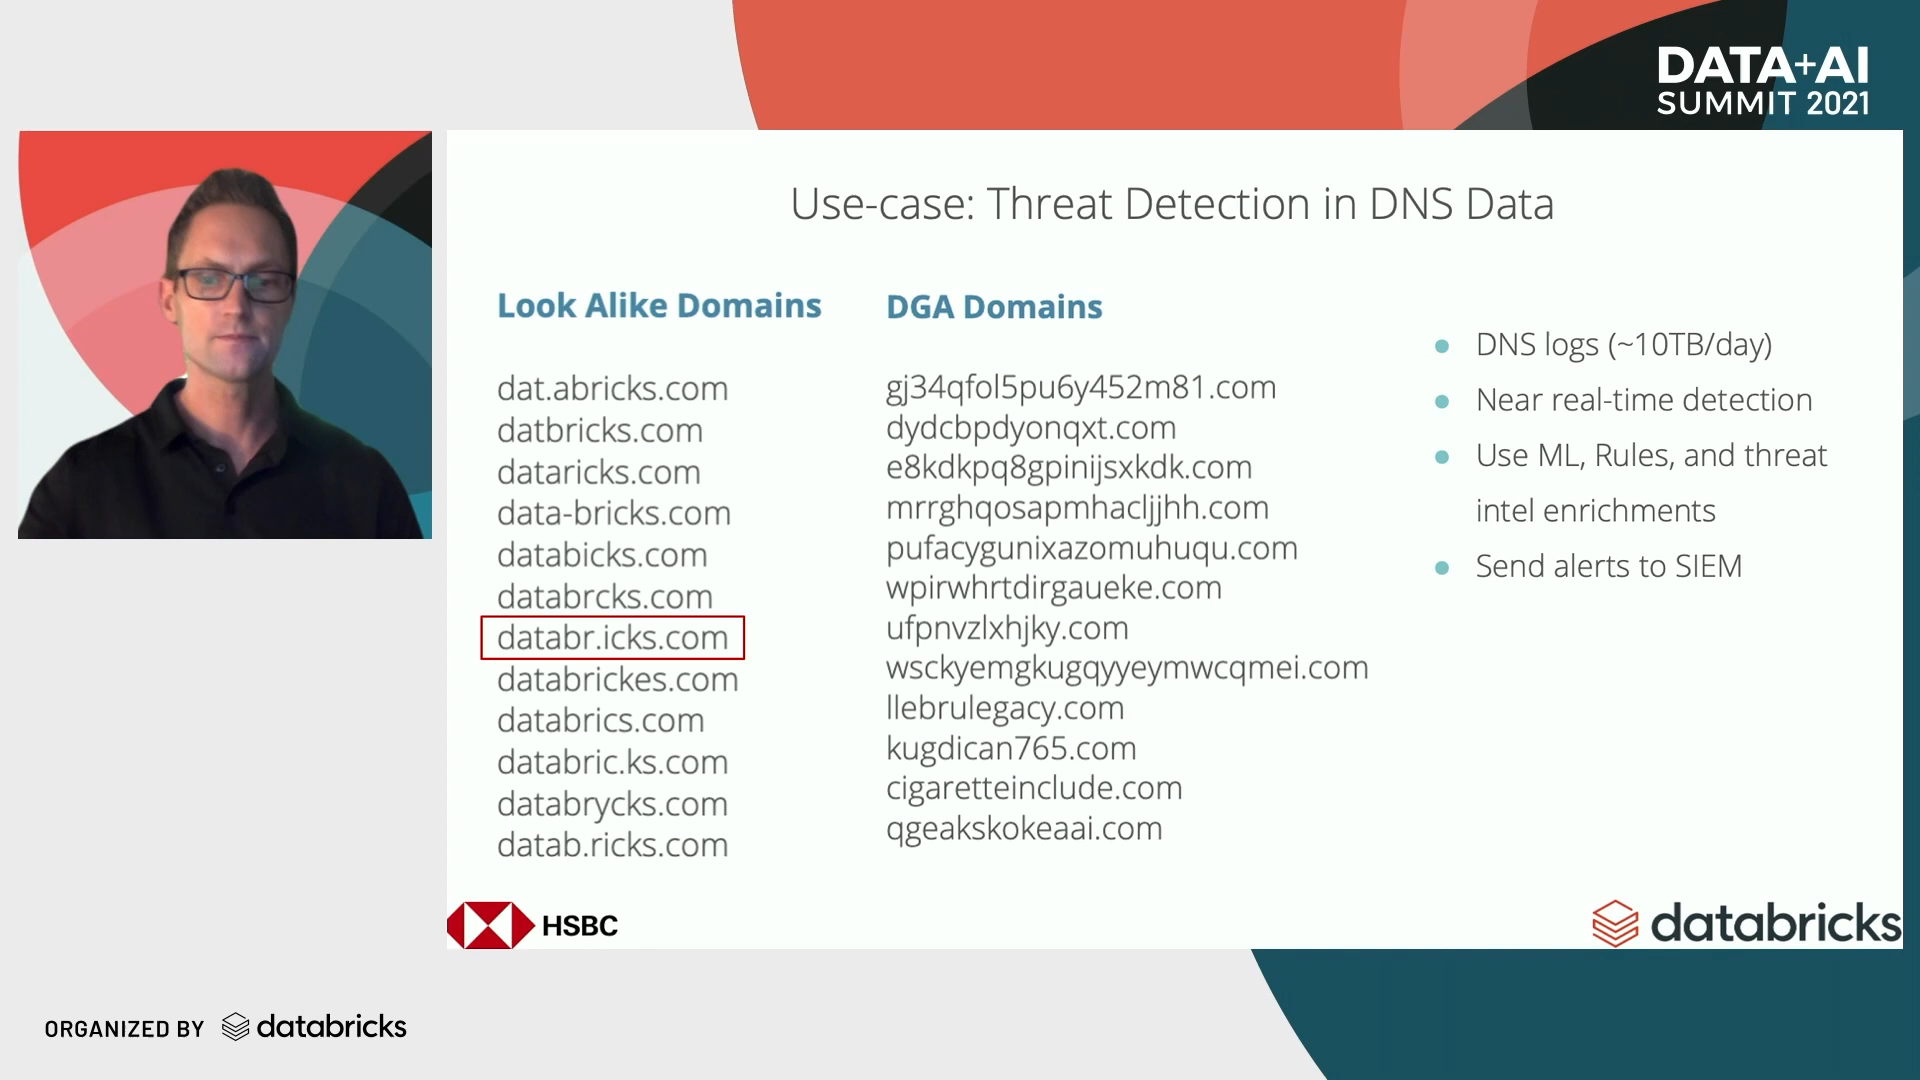 DATA+AI
SUMMIT 2021
Use-case: Threat Detection in DNS Data
Look Alike Domains
dat.abricks.com
datbricks.com
dataricks.com
data-bricks.com
databicks.com
databrcks.com
databr.icks.com
databrickes.com
databrics.com
databric.ks.com
databrycks.com
datab.ricks.com
DGA Domains
gj34qfol5pu6y452m81.com
dydcbpdyonqxt.com
e8kdkpq8gpinijsxkdk.com
mrrghqosapmhacljjhh.com
pufacygunixazomuhuqu.com
wpirwhrtdirgaueke.com
ufpnvzlxhjky.com
wsckyemgkugqyyeymwcqmei.com
llebrulegacy.com
kugdican765.com
cigaretteinclude.com
qgeakskokeaai.com
DNS logs (~10TB/day)
Near real-time detection
Use ML, Rules, and threat
intel enrichments
Send alerts to SIEM
HSBC
databricks
ORGANIZED BY databricks